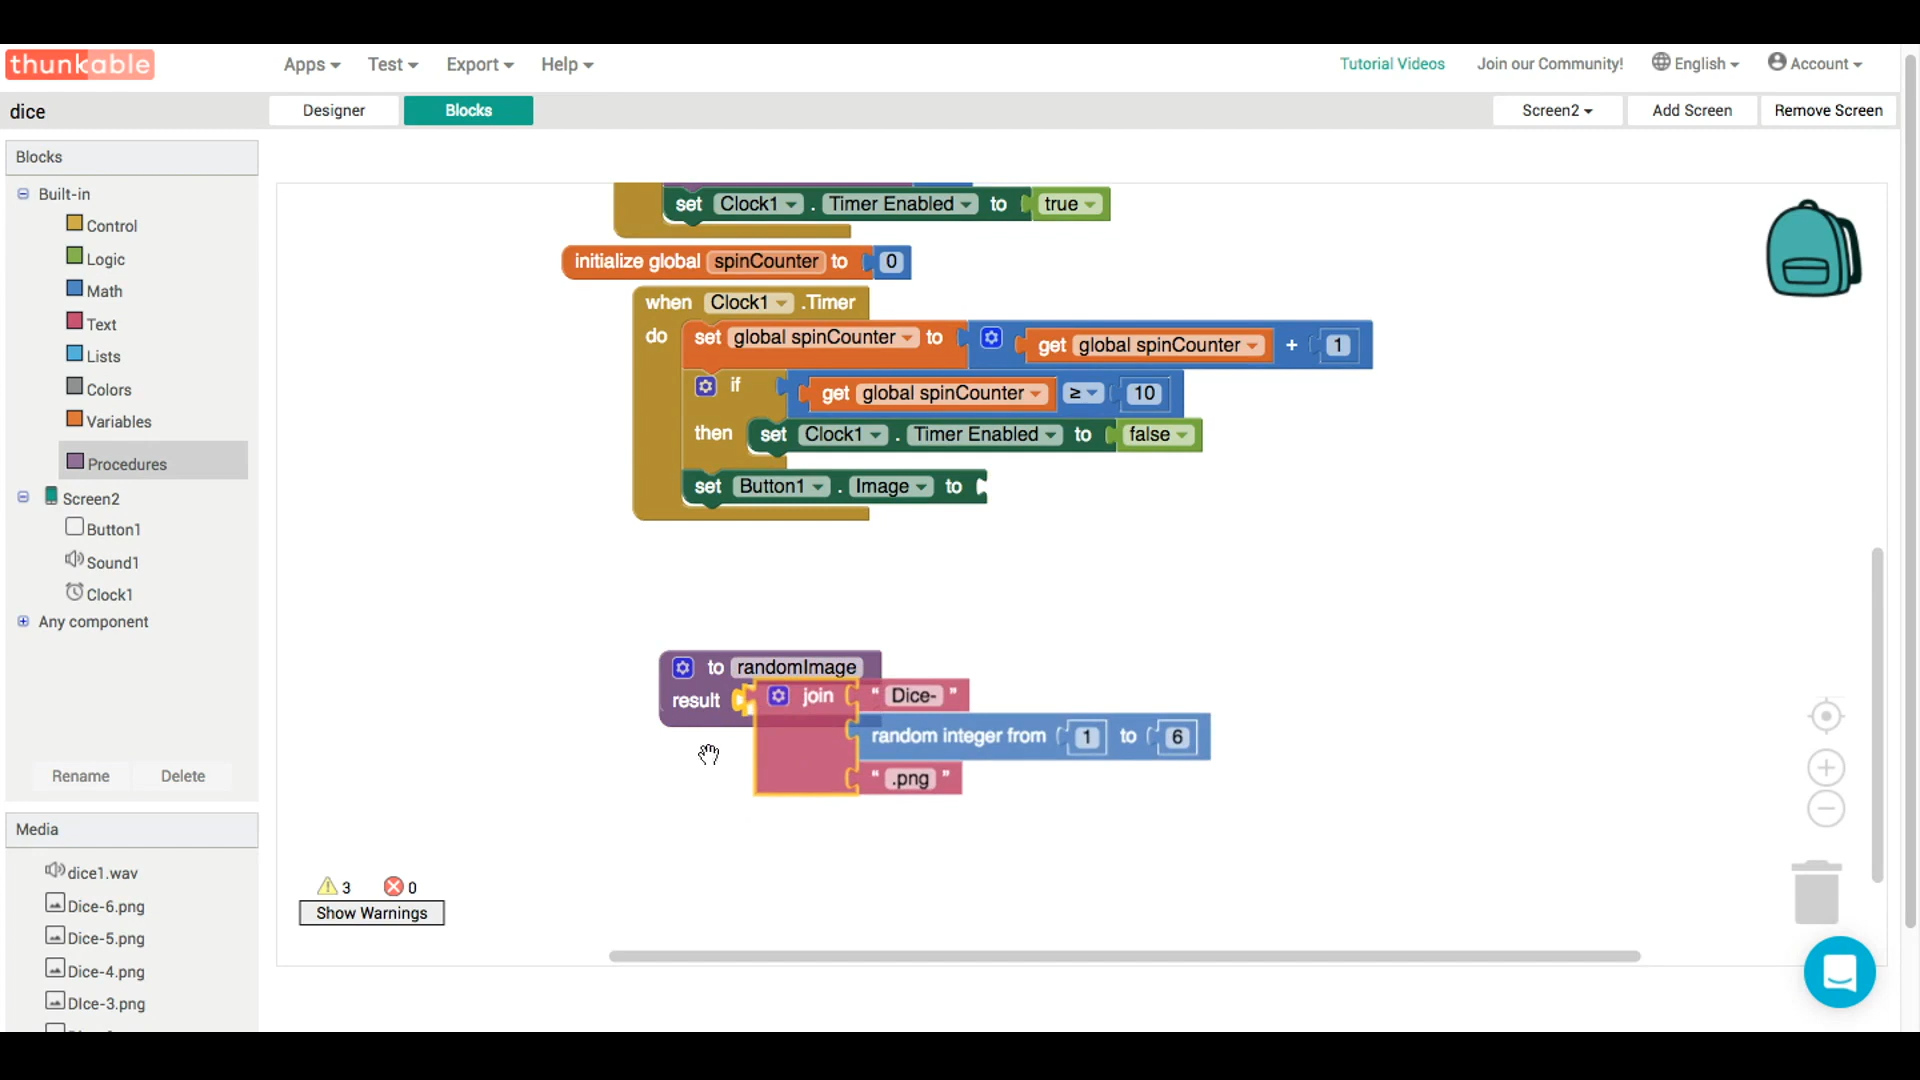 thunkable
Apps Test Export Help
Tutorial Videos Join our Community! English Account
dice
Designer Blocks
Screen2 Add Screen Remove Screen
Blocks
Built-in
Control
Logic
Math
Text
Lists
Colors
Variables
Procedures
Screen2
Button1
Sound1
Clock1
Any component
Rename Delete
Media
dice1.wav
Dice-6.png
Dice-5.png
Dice-4.png
DIce-3.png
set Clock1 . Timer Enabled to true
initialize global spinCounter to 0
when Clock1 .Timer
do set global spinCounter to get global spinCounter + 1
if get global spinCounter ≥ 10
then set Clock1 . Timer Enabled to false
set Button1 . Image to
to randomImage
result join " Dice- "
random integer from 1 to 6
" .png "
3 0
Show Warnings